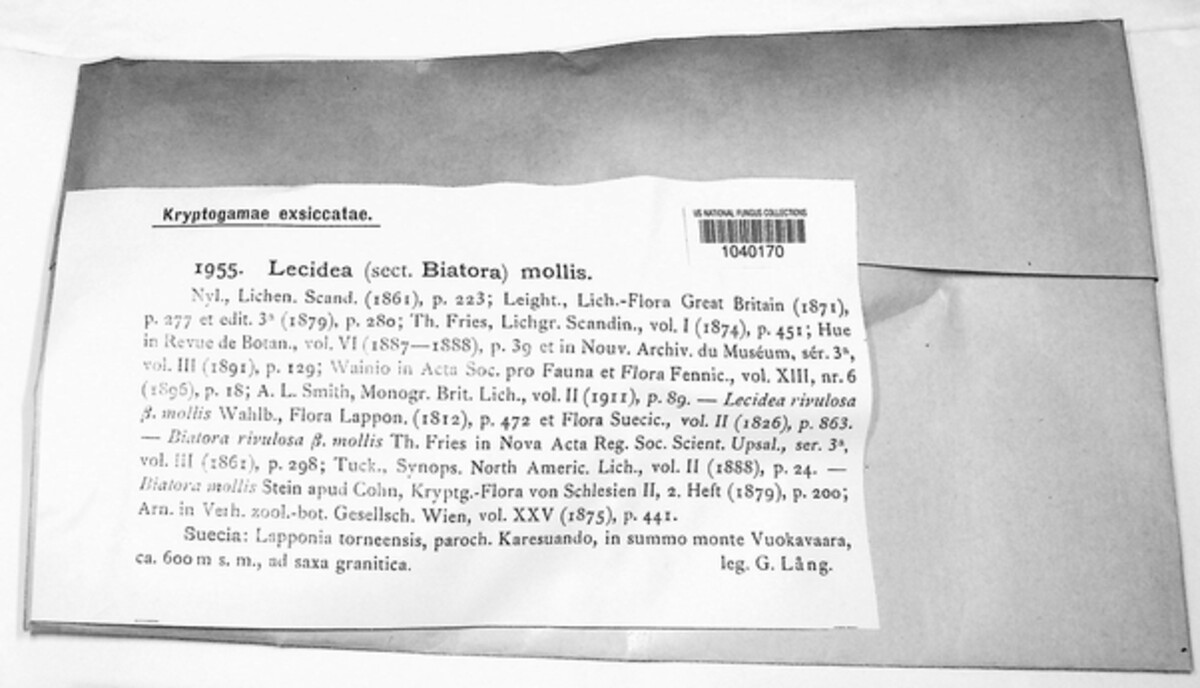 Kryptogamae exsiccatae.
US NATIONAL FUNGUS COLLECTIONS
1040170
1955. Lecidea (sect. Biatora) mollis.
Nyl., Lichen. Scand. (1861), p. 223; Leight., Lich.-Flora Great Britain (1871),
p. 277 et edit. 3ª (1879), p. 280; Th. Fries, Lichgr. Scandin., vol. I (1874), p. 451; Hue
in Revue de Botan., vol. VI (1887—1888), p. 39 et in Nouv. Archiv. du Muséum, sér. 3ª,
vol. III (1891), p. 129; Wainio in Acta Soc. pro Fauna et Flora Fennic., vol. XIII, nr. 6
(1896), p. 18; A. L. Smith, Monogr. Brit. Lich., vol. II (1911), p. 89. — Lecidea rivulosa
β. mollis Wahlb., Flora Lappon. (1812), p. 472 et Flora Suecic., vol. II (1826), p. 863.
— Biatora rivulosa β. mollis Th. Fries in Nova Acta Reg. Soc. Scient. Upsal., ser. 3ª,
vol. III (1861), p. 298; Tuck., Synops. North Americ. Lich., vol. II (1888), p. 24. —
Biatora mollis Stein apud Cohn, Kryptg.-Flora von Schlesien II, 2. Heft (1879), p. 200;
Arn. in Verh. zool.-bot. Gesellsch. Wien, vol. XXV (1875), p. 441.
Suecia: Lapponia torneensis, paroch. Karesuando, in summo monte Vuokavaara,
ca. 600 m s. m., ad saxa granitica. leg. G. Lång.